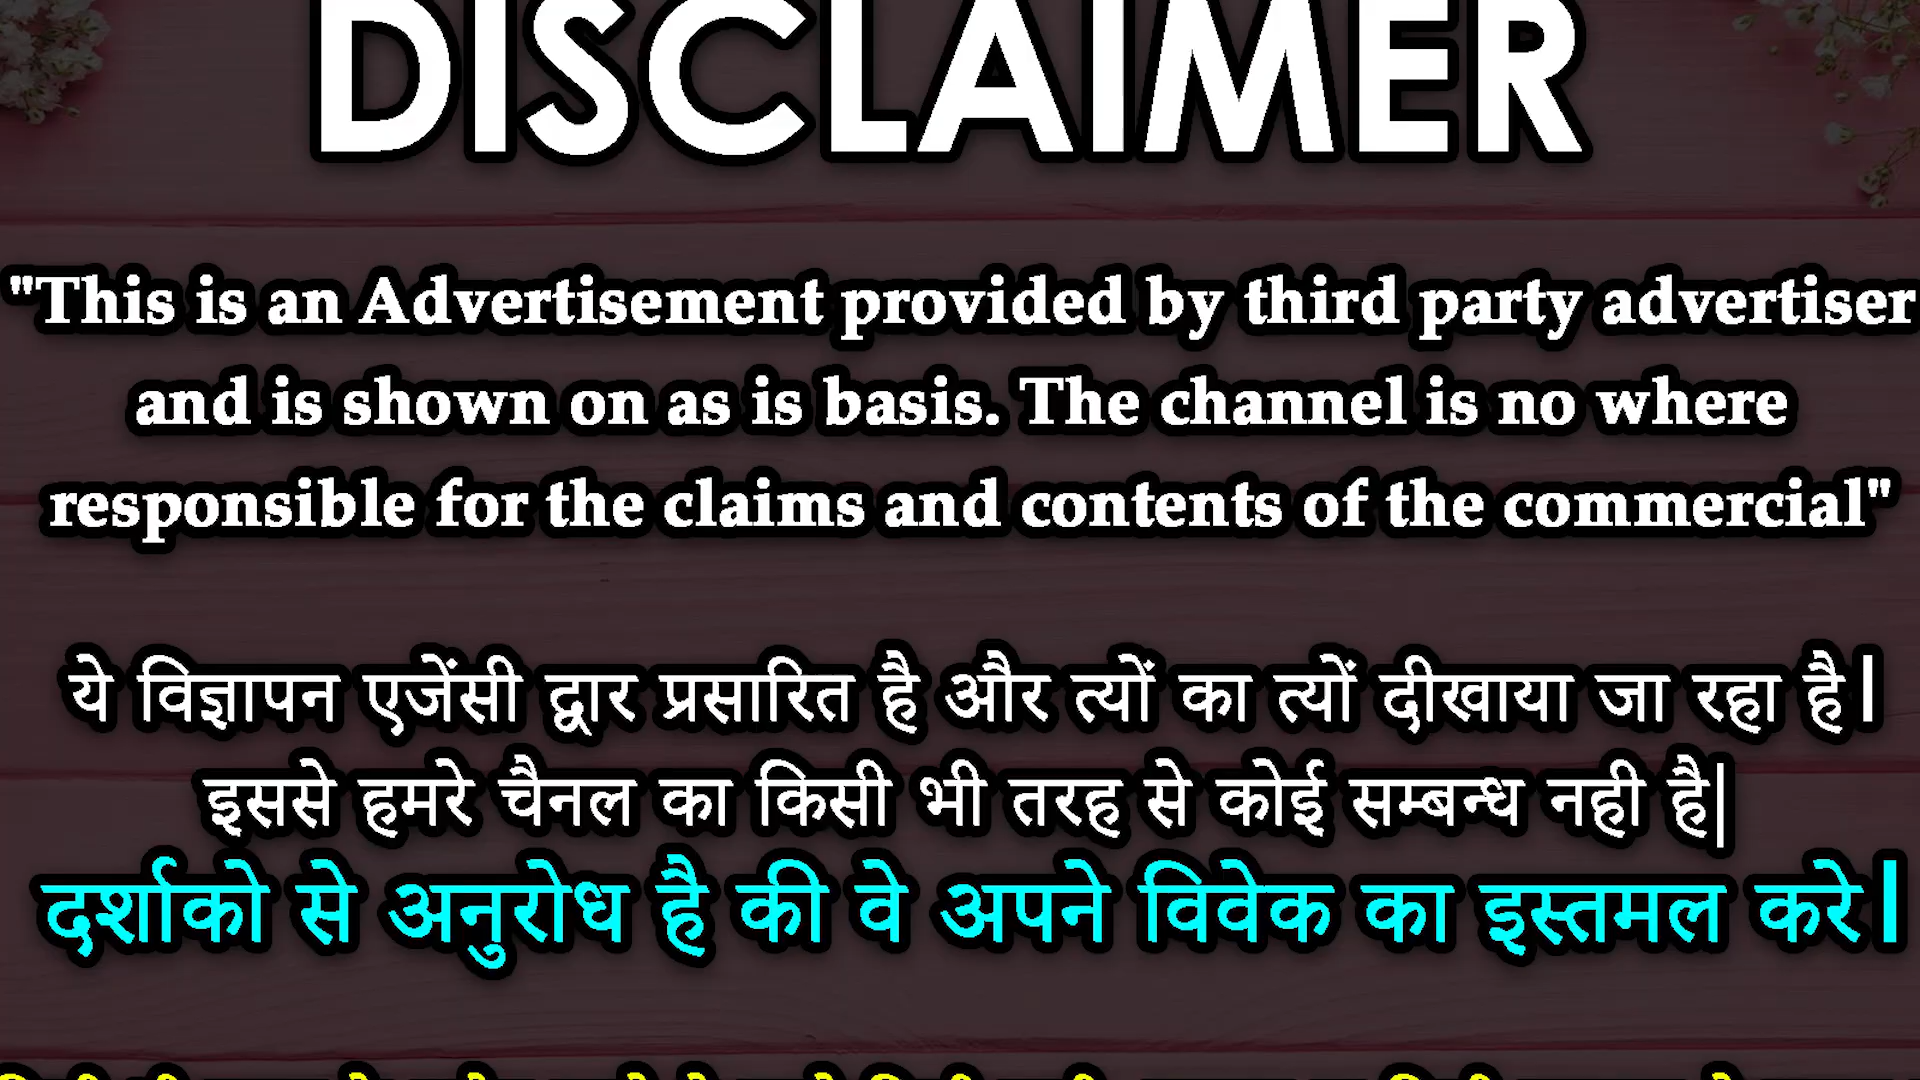 DISCLAIMER
"This is an Advertisement provided by third party advertiser
and is shown on as is basis. The channel is no where
responsible for the claims and contents of the commercial"
ये विज्ञापन एजेंसी द्वार प्रसारित है और त्यों का त्यों दीखाया जा रहा है।
इससे हमरे चैनल का किसी भी तरह से कोई सम्बन्ध नही है|
दर्शाको से अनुरोध है की वे अपने विवेक का इस्तमल करे।